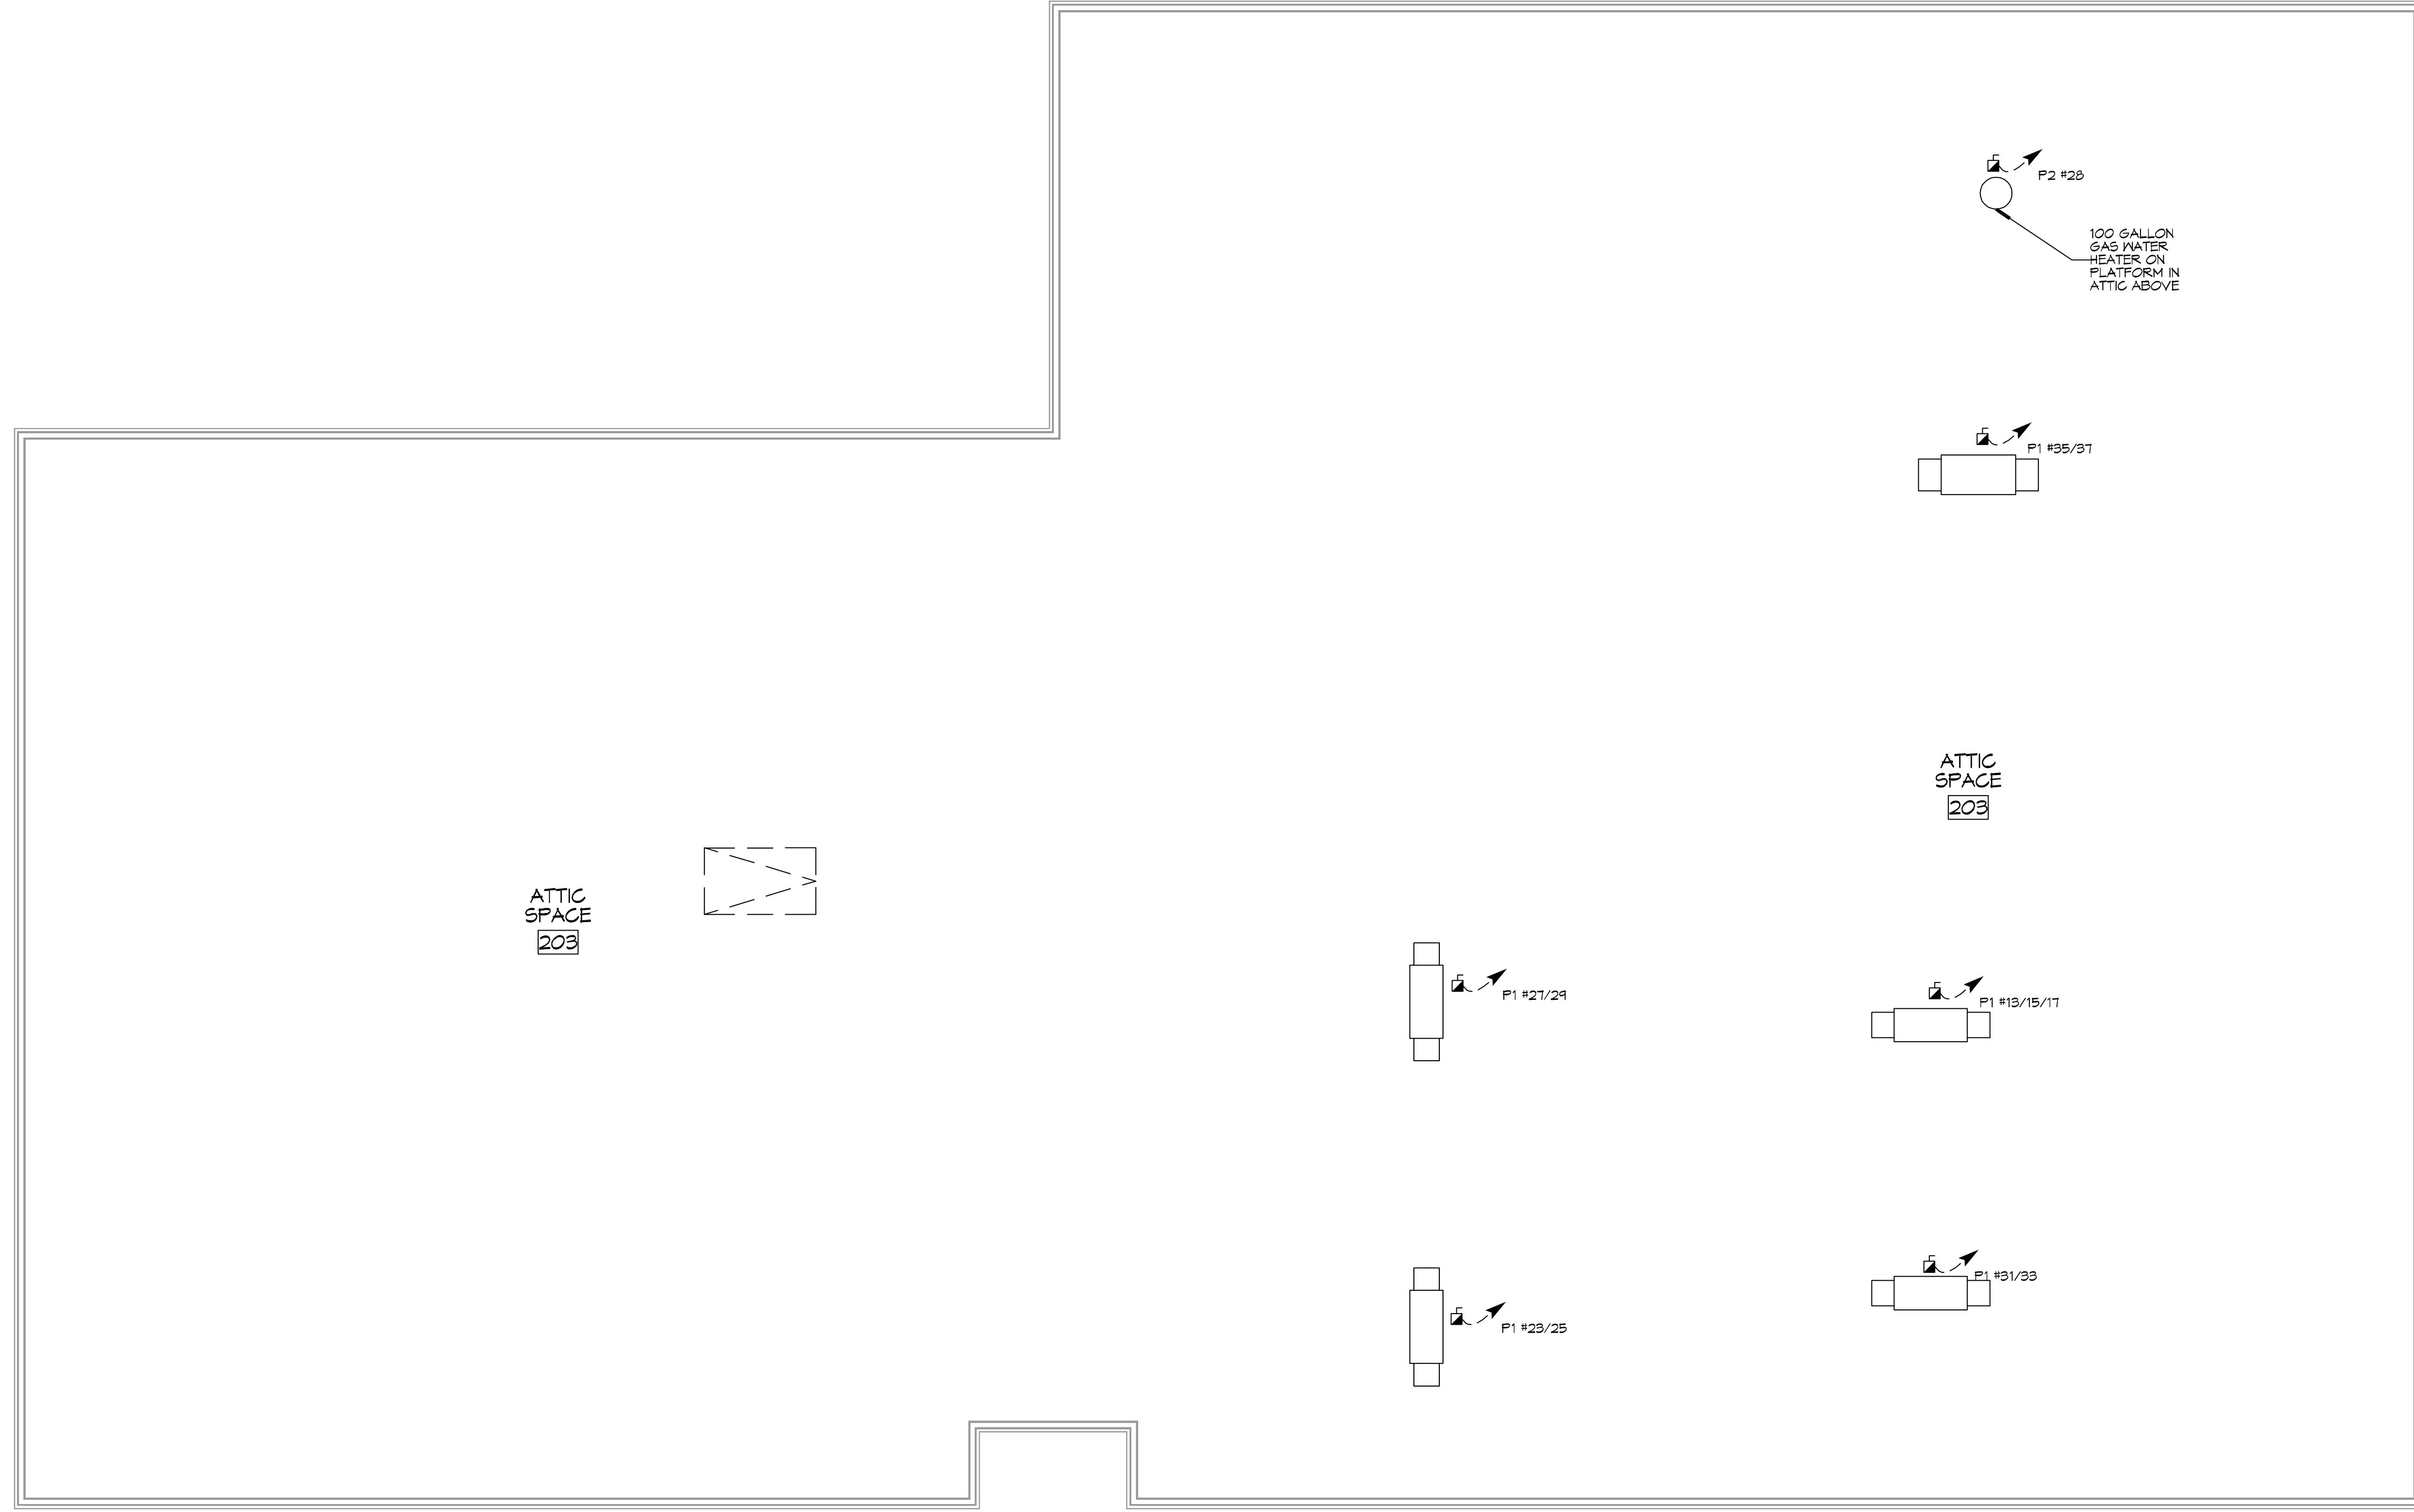 P2 #28
100 GALLON
GAS WATER
HEATER ON
PLATFORM IN
ATTIC ABOVE
P1 #35/37
ATTIC
SPACE
203
ATTIC
SPACE
203
P1 #27/29
P1 #13/15/17
P1 #31/33
P1 #23/25